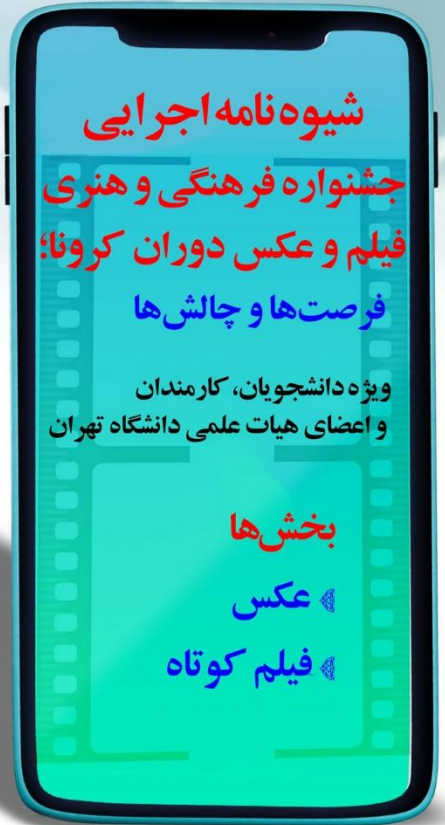 شیوه‌نامه اجرایی
جشنواره فرهنگی و هنری
فیلم و عکس دوران کرونا؛
فرصت‌ها و چالش‌ها
ویژه دانشجویان، کارمندان
و اعضای هیات علمی دانشگاه تهران
بخش‌ها
عکس
فیلم کوتاه